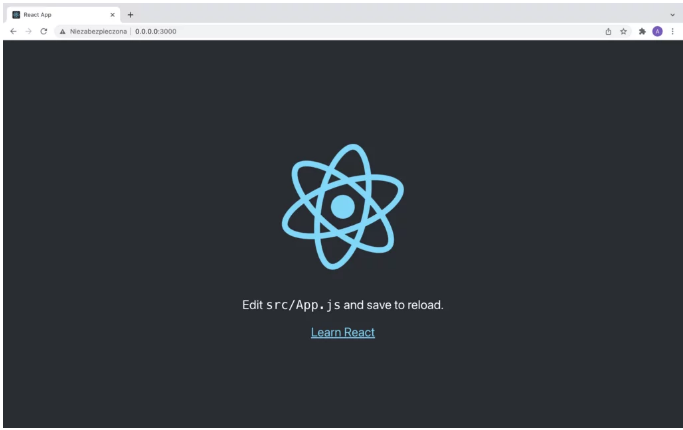 React App
Niezabezpieczona | 0.0.0.0:3000
A
Edit src/App.js and save to reload.
Learn React